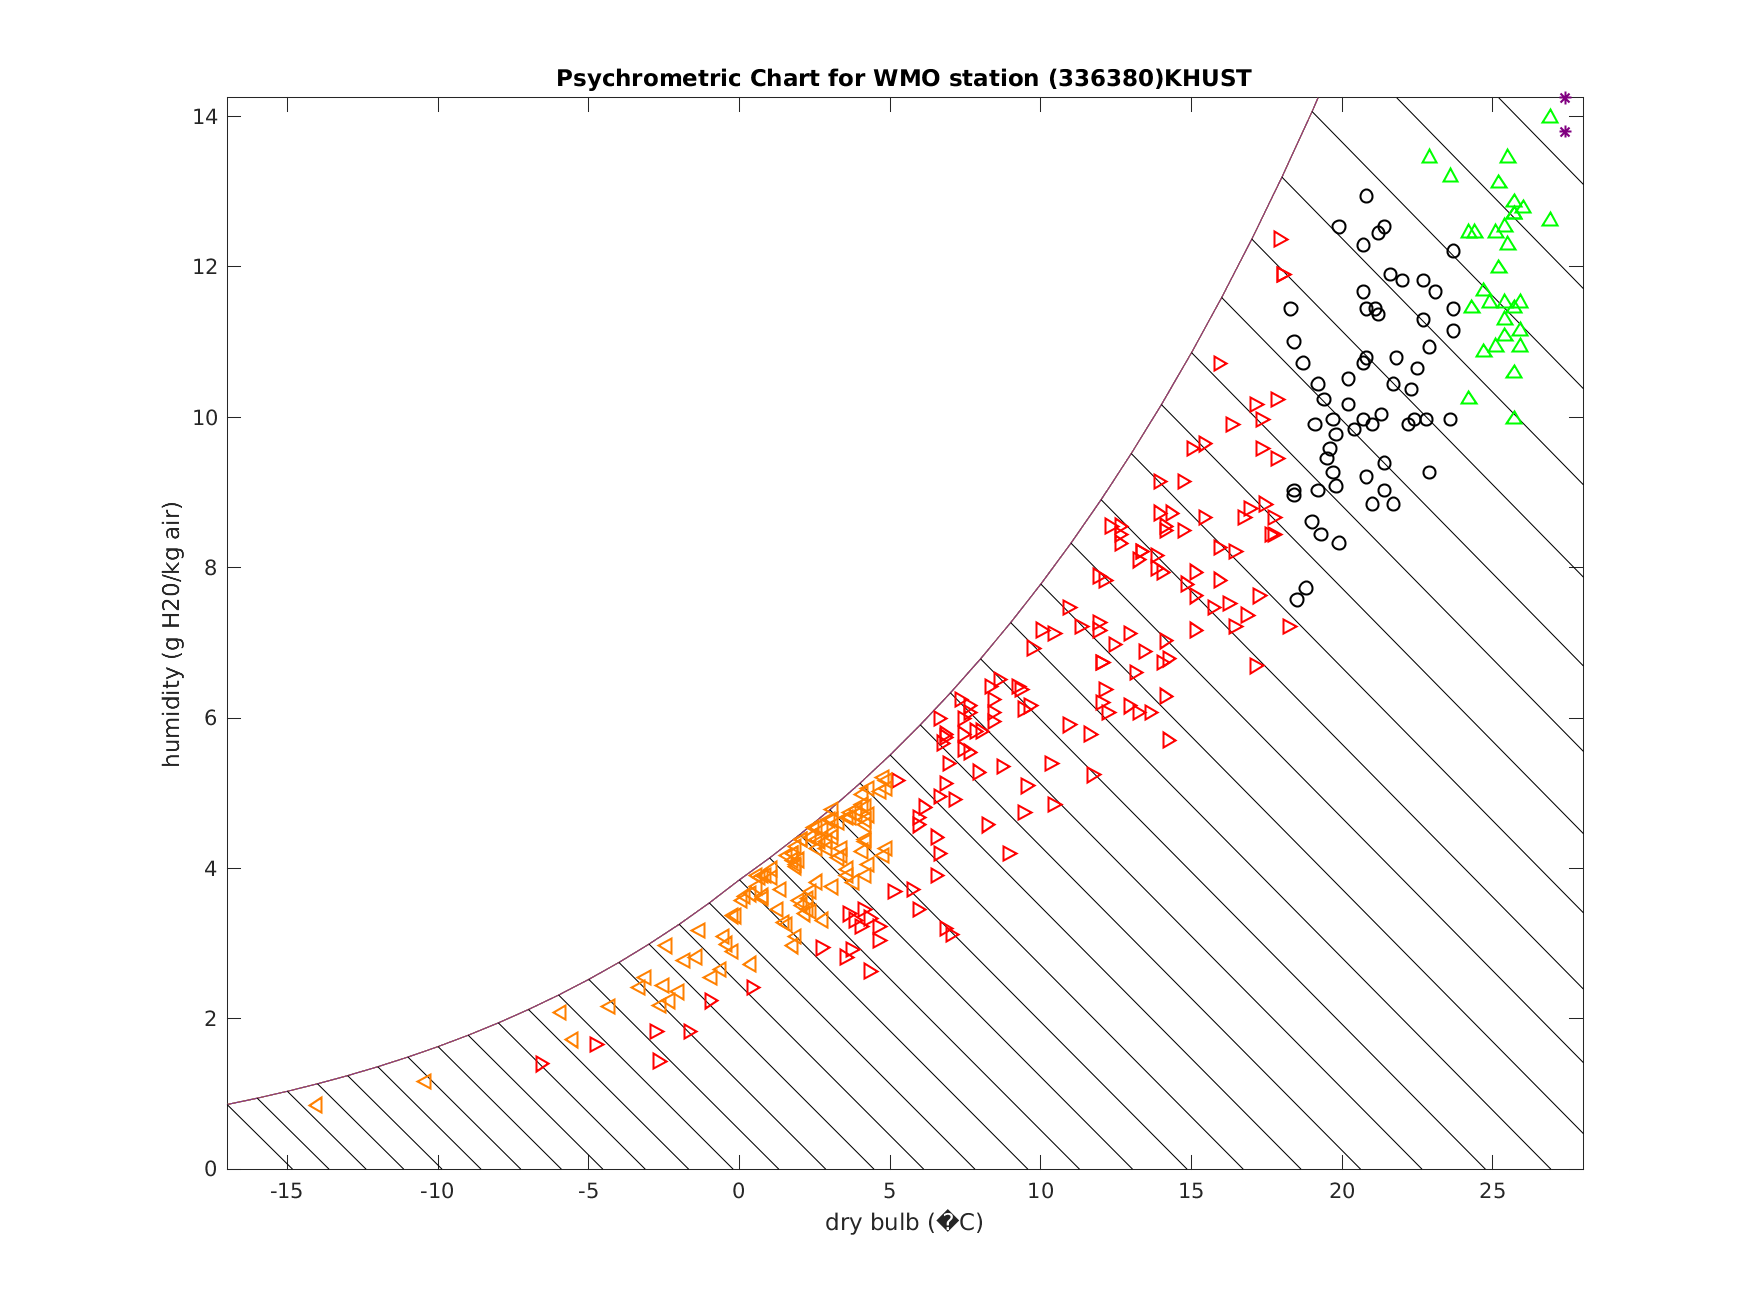 Psychrometric Chart for WMO station (336380)KHUST
14
12
10
8
6
4
2
0
humidity (g H20/kg air)
-15 -10 -5 0 5 10 15 20 25
dry bulb (�C)